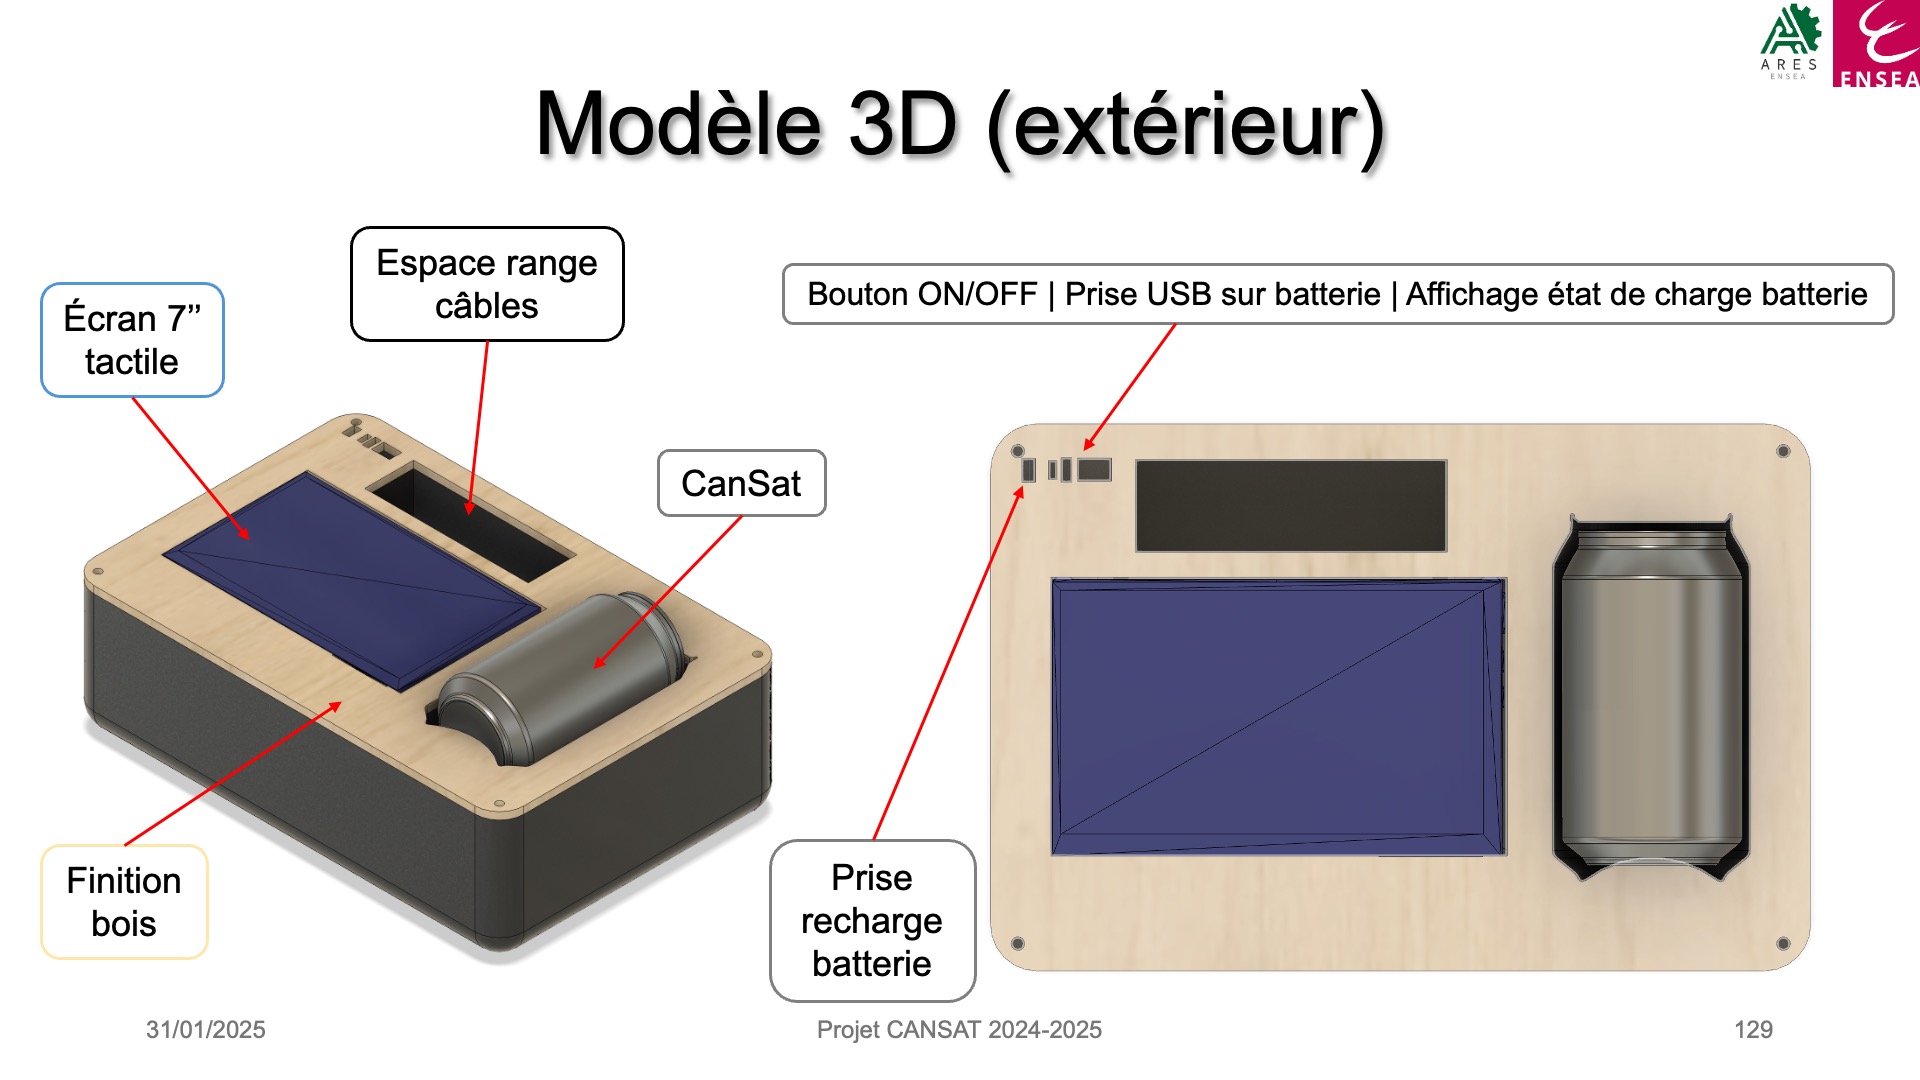 ARES
ENSEA
ENSEA
Modèle 3D (extérieur)
Espace range
câbles
Écran 7’’
tactile
Bouton ON/OFF | Prise USB sur batterie | Affichage état de charge batterie
CanSat
Finition
bois
Prise
recharge
batterie
31/01/2025
Projet CANSAT 2024-2025
129